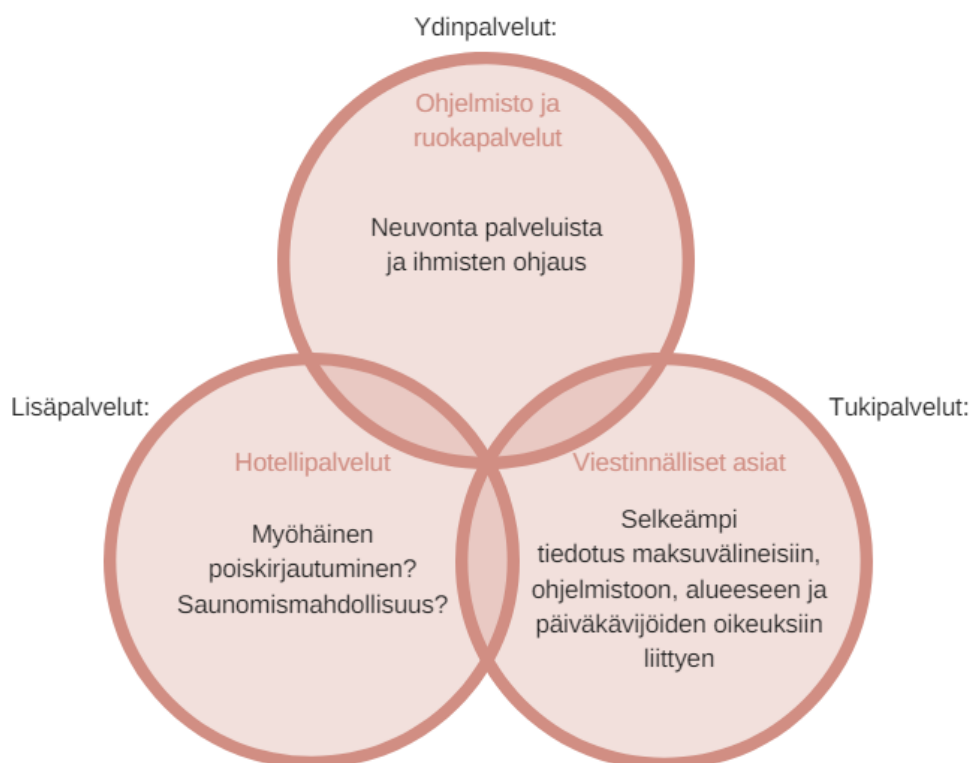 Ydinpalvelut:
Ohjelmisto ja
ruokapalvelut
Neuvonta palveluista
ja ihmisten ohjaus
Lisäpalvelut:
Hotellipalvelut
Myöhäinen
poiskirjautuminen?
Saunomismahdollisuus?
Tukipalvelut:
Viestinnälliset asiat
Selkeämpi
tiedotus maksuvälineisiin,
ohjelmistoon, alueeseen ja
päiväkävijöiden oikeuksiin
liittyen